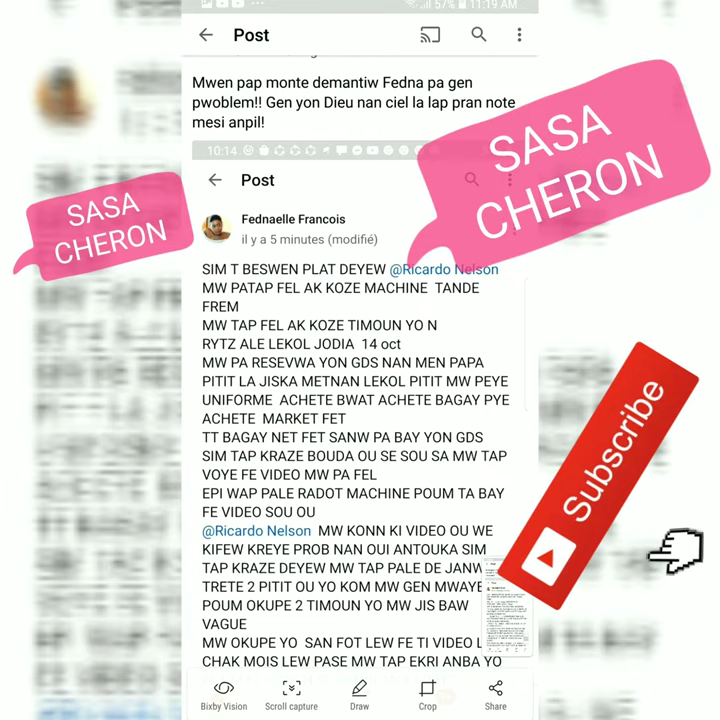 57% 11:19 AM
Post
Mwen pap monte demantiw Fedna pa gen
pwoblem!! Gen yon Dieu nan ciel la lap pran note
mesi anpil!
10:14
Post
SASA
CHERON
SASA
CHERON
Fednaelle Francois
il y a 5 minutes (modifié)
SIM T BESWEN PLAT DEYEW @Ricardo Nelson
MW PATAP FEL AK KOZE MACHINE TANDE
FREM
MW TAP FEL AK KOZE TIMOUN YO N
RYTZ ALE LEKOL JODIA 14 oct
MW PA RESEVWA YON GDS NAN MEN PAPA
PITIT LA JISKA METNAN LEKOL PITIT MW PEYE
UNIFORME ACHETE BWAT ACHETE BAGAY PYE
ACHETE MARKET FET
TT BAGAY NET FET SANW PA BAY YON GDS
SIM TAP KRAZE BOUDA OU SE SOU SA MW TAP
VOYE FE VIDEO MW PA FEL
EPI WAP PALE RADOT MACHINE POUM TA BAY
FE VIDEO SOU OU
@Ricardo Nelson MW KONN KI VIDEO OU WE
KIFEW KREYE PROB NAN OUI ANTOUKA SIM
TAP KRAZE DEYEW MW TAP PALE DE JANW
TRETE 2 PITIT OU YO KOM MW GEN MWAYE
POUM OKUPE 2 TIMOUN YO MW JIS BAW
VAGUE
MW OKUPE YO SAN FOT LEW FE TI VIDEO L
CHAK MOIS LEW PASE MW TAP EKRI ANBA YO
Subscribe
Bixby Vision Scroll capture Draw Crop Share